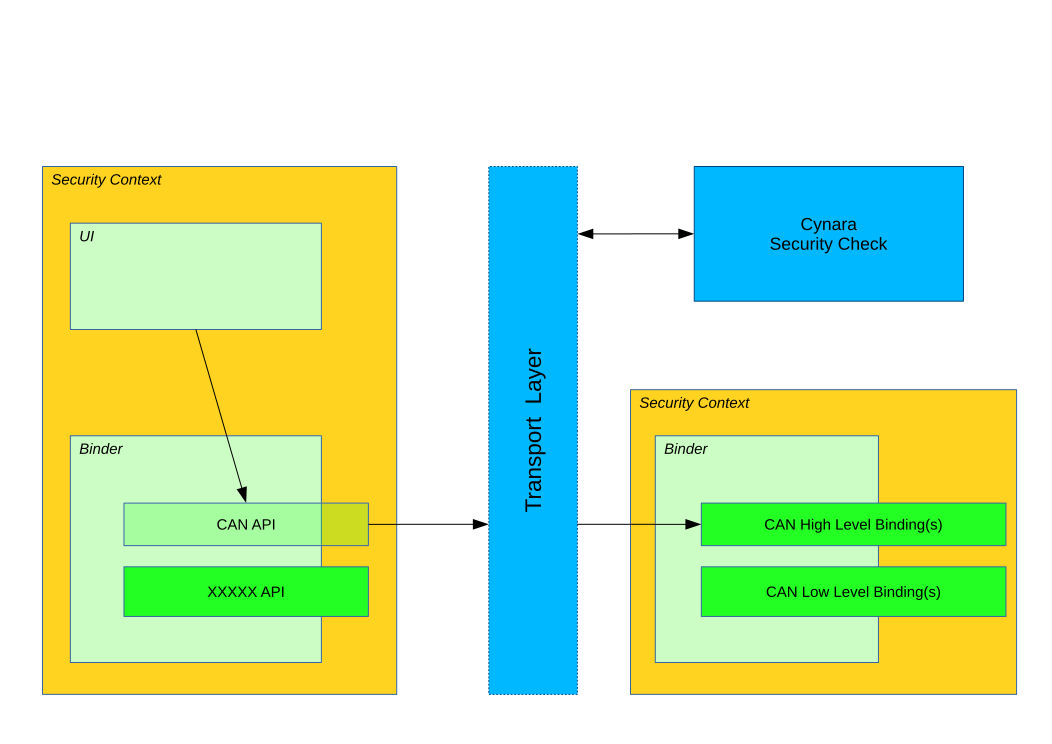 Security Context
UI
Binder
CAN API
XXXXX API
Transport Layer
Cynara
Security Check
Security Context
Binder
CAN High Level Binding(s)
CAN Low Level Binding(s)